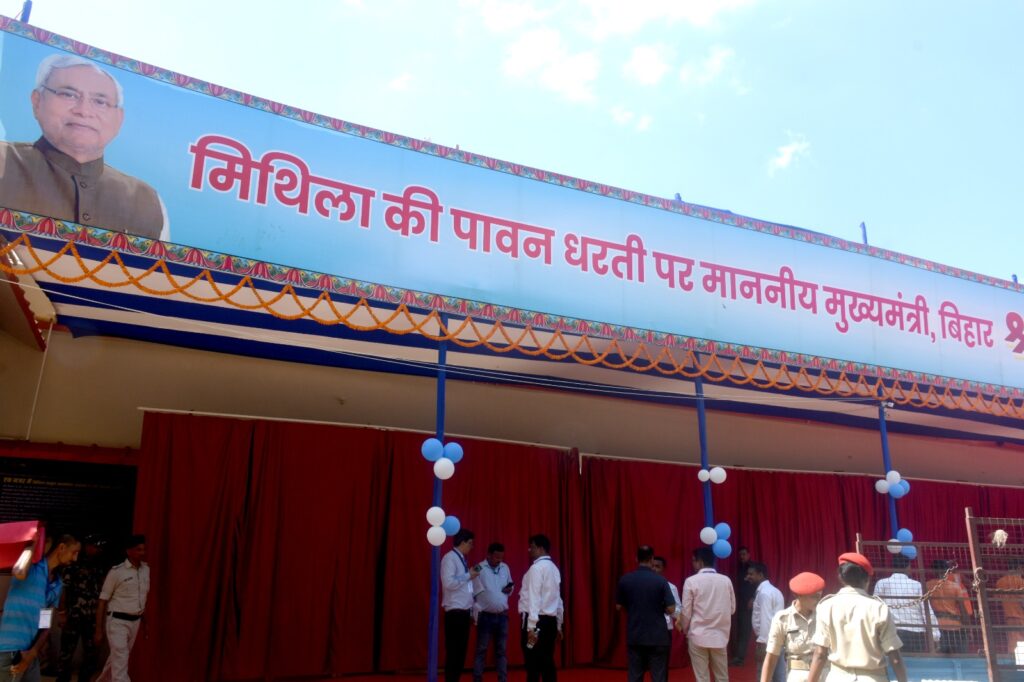 मिथिला की पावन धरती पर माननीय मुख्यमंत्री, बिहार